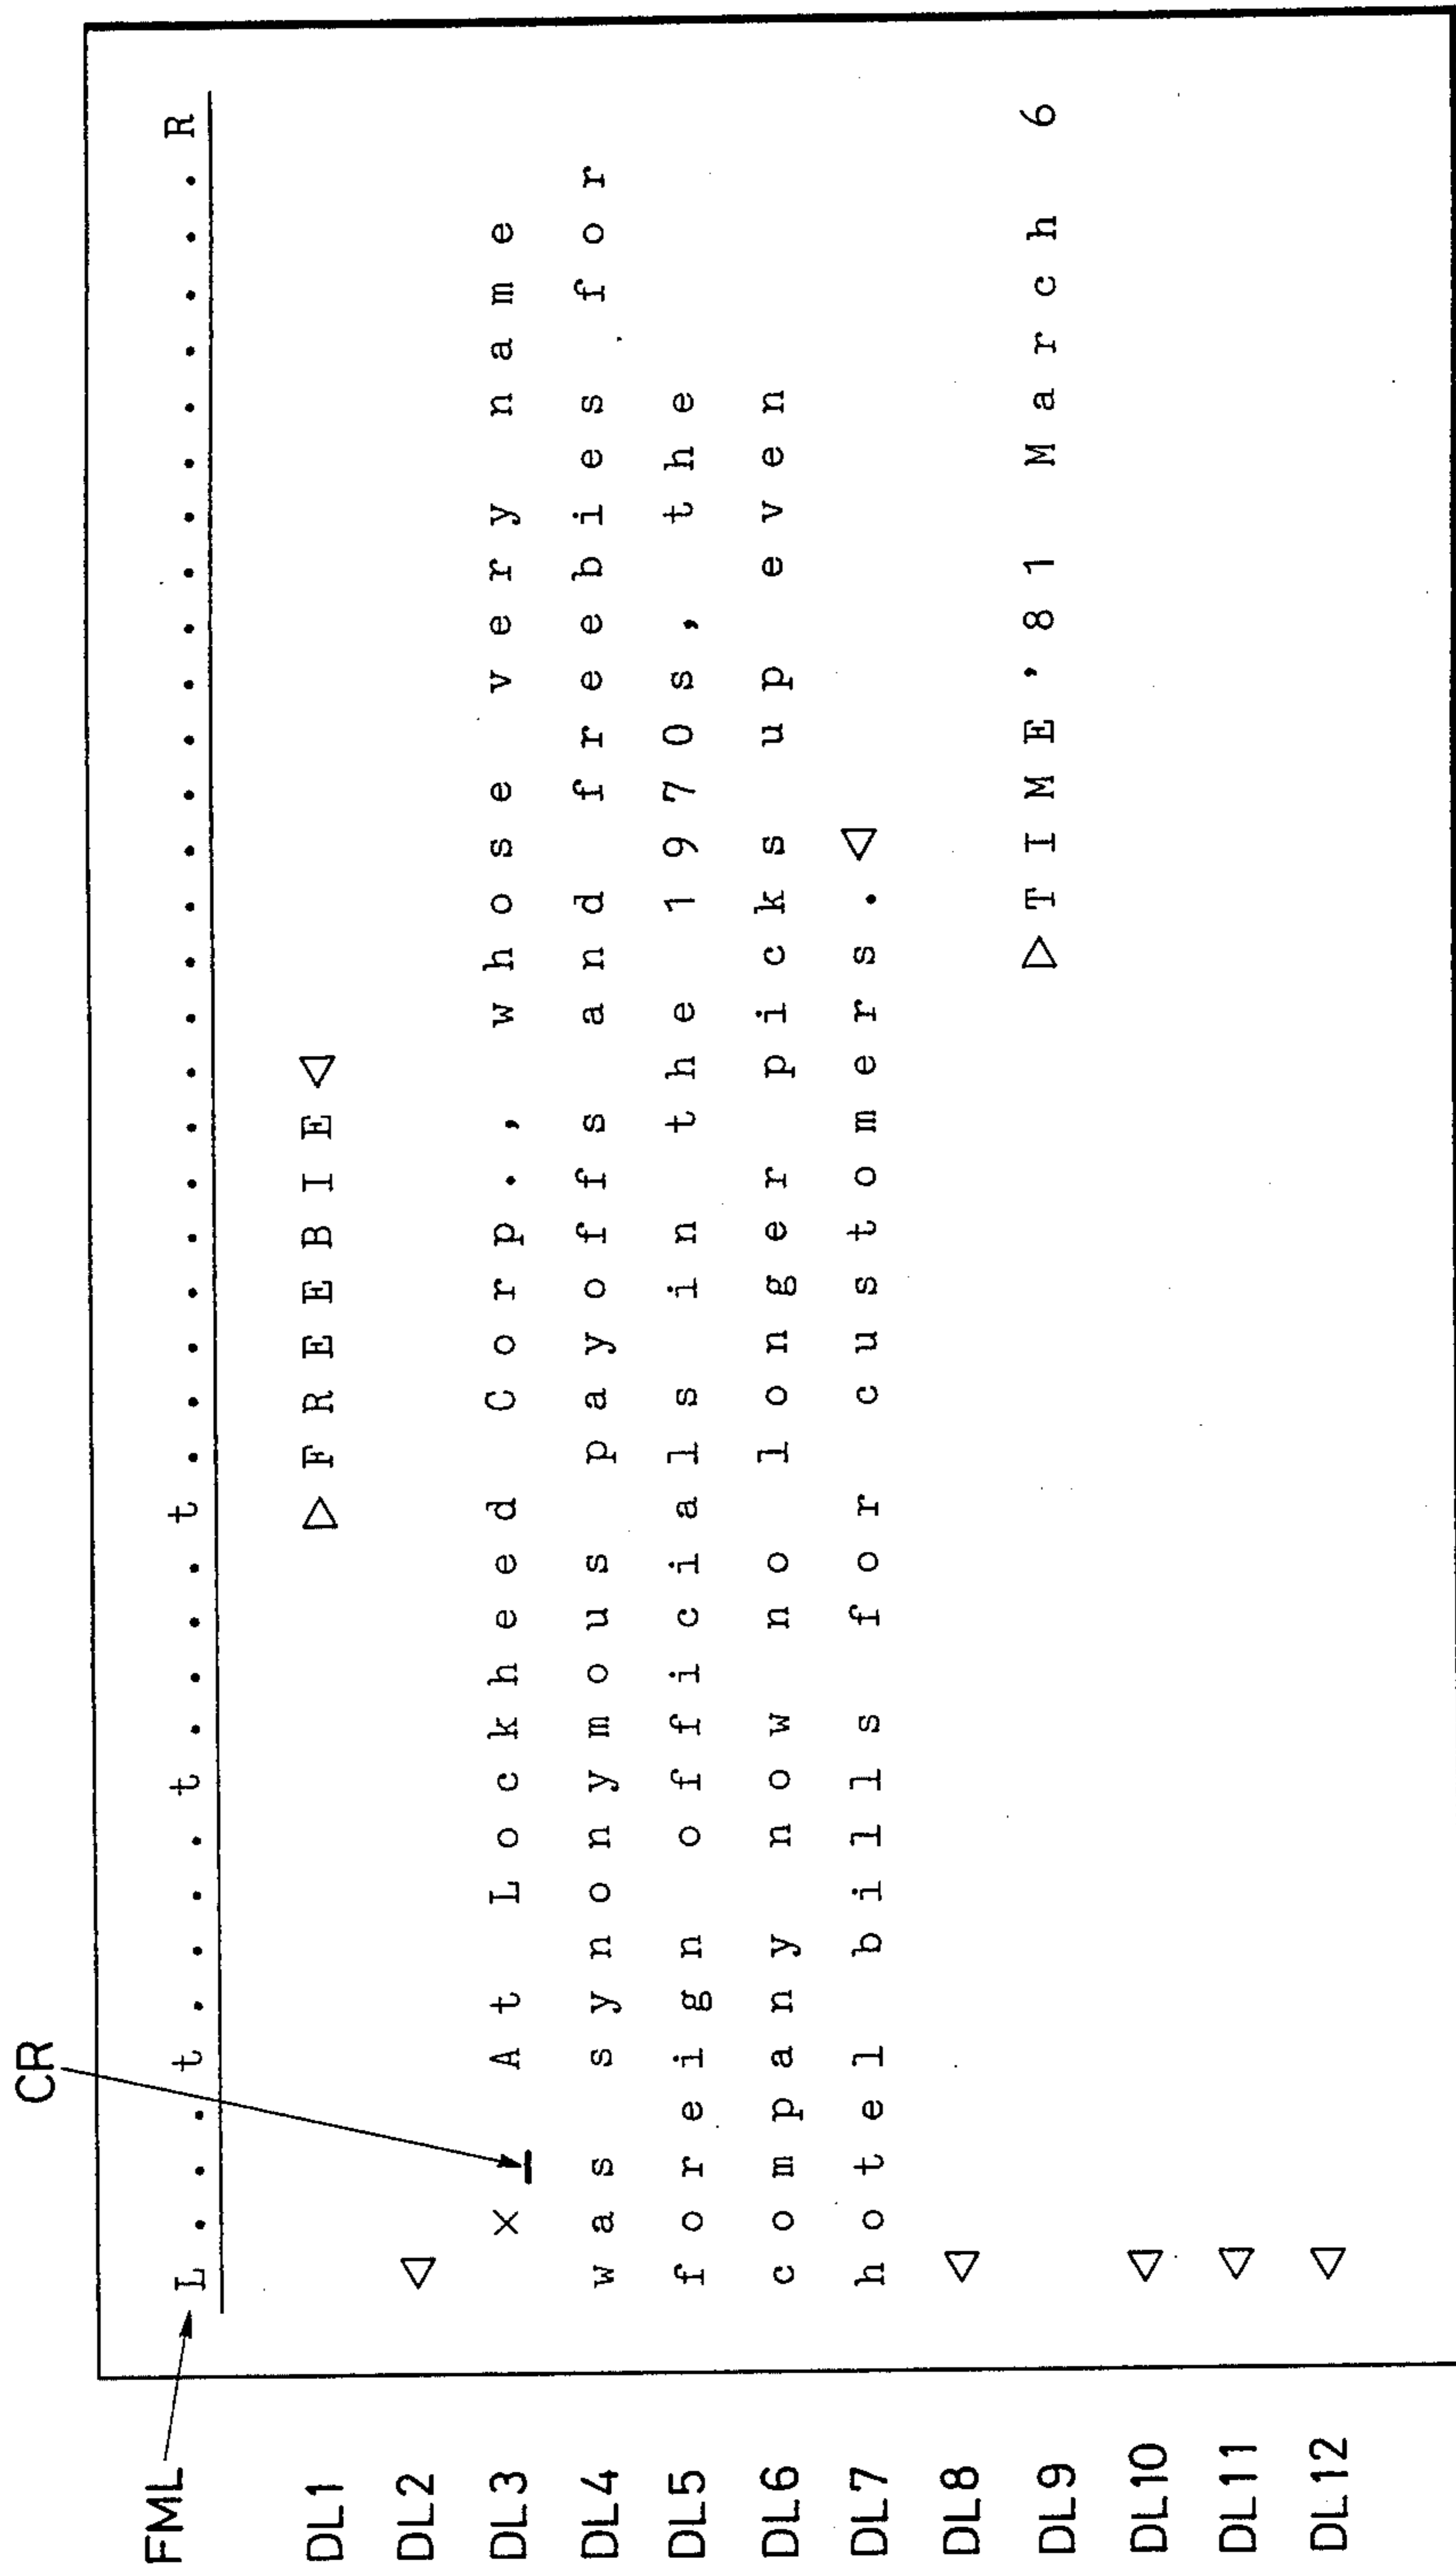 CR
FML L...t....t....t........................R
DL1 ▽FREEBIE△
DL2 △
DL3 × At Lockheed Corp., whose very name
DL4 was synonymous payoffs and freebies for
DL5 foreign officials in the 1970s, the
DL6 company now no longer picks up even
DL7 hotel bills for customers.△
DL8 △
DL9 ▽TIME'81 March 6
DL10 △
DL11 △
DL12 △